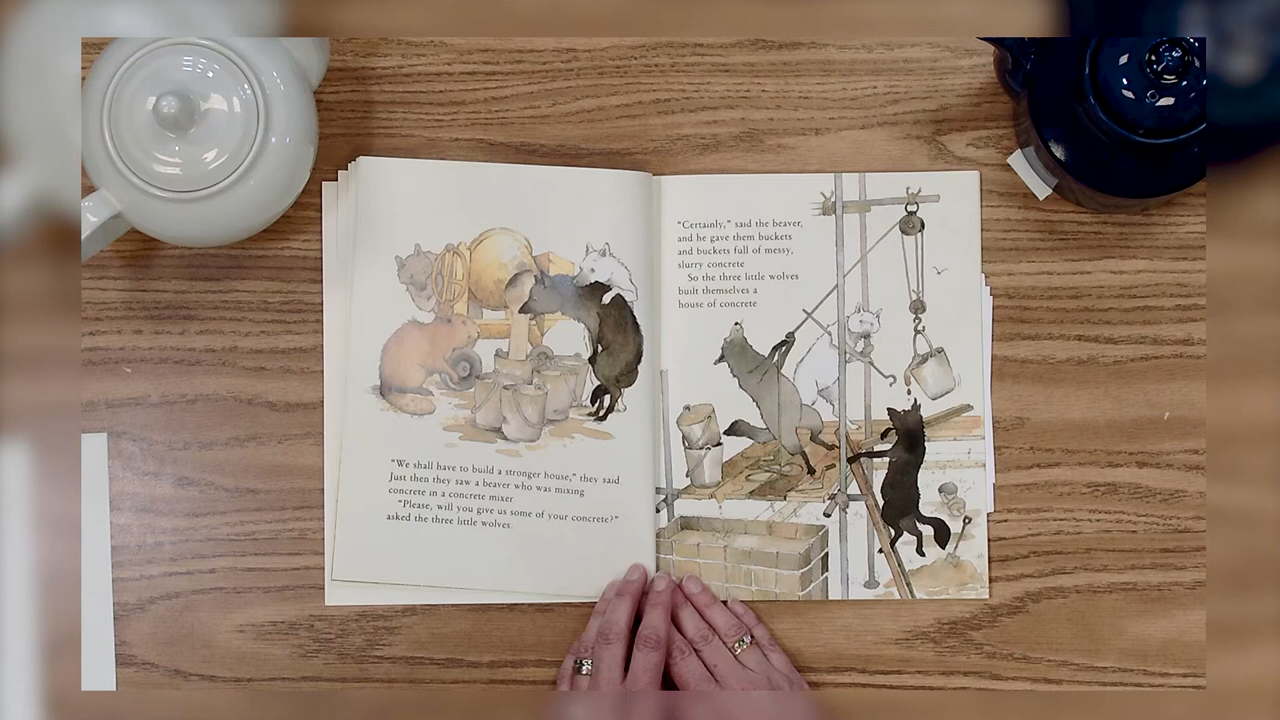 "We shall have to build a stronger house," they said
Just then they saw a beaver who was mixing
concrete in a concrete mixer
"Please, will you give us some of your concrete?"
asked the three little wolves.
"Certainly," said the beaver,
and he gave them buckets
and buckets full of messy,
slurry concrete
So the three little wolves
built themselves a
house of concrete